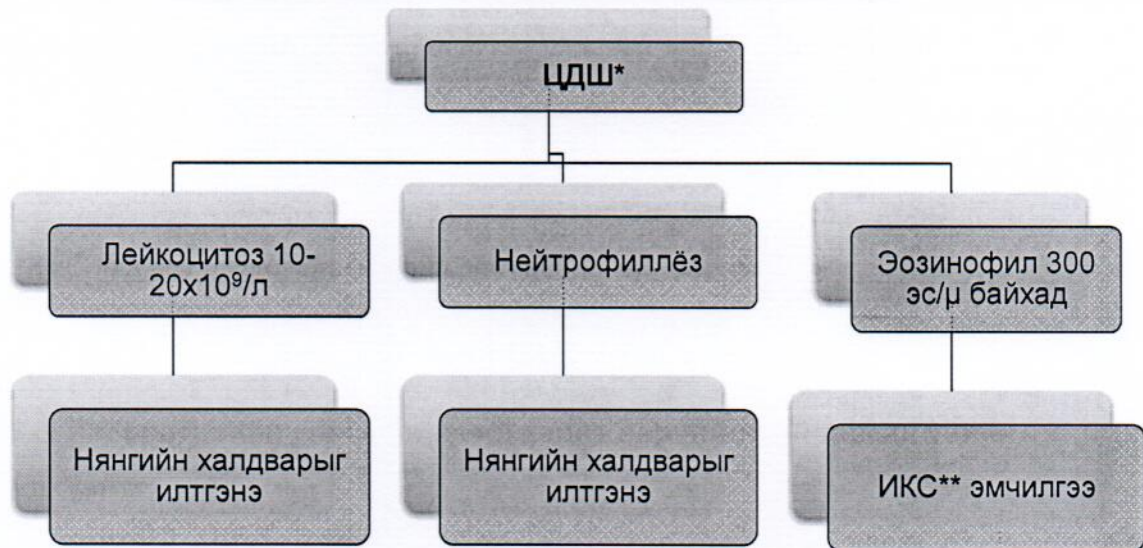 ЦДШ*
Лейкоцитоз 10-
20x10⁹/л
Нейтрофиллёз
Эозинофил 300
эс/µ байхад
Нянгийн халдварыг
илтгэнэ
Нянгийн халдварыг
илтгэнэ
ИКС** эмчилгээ